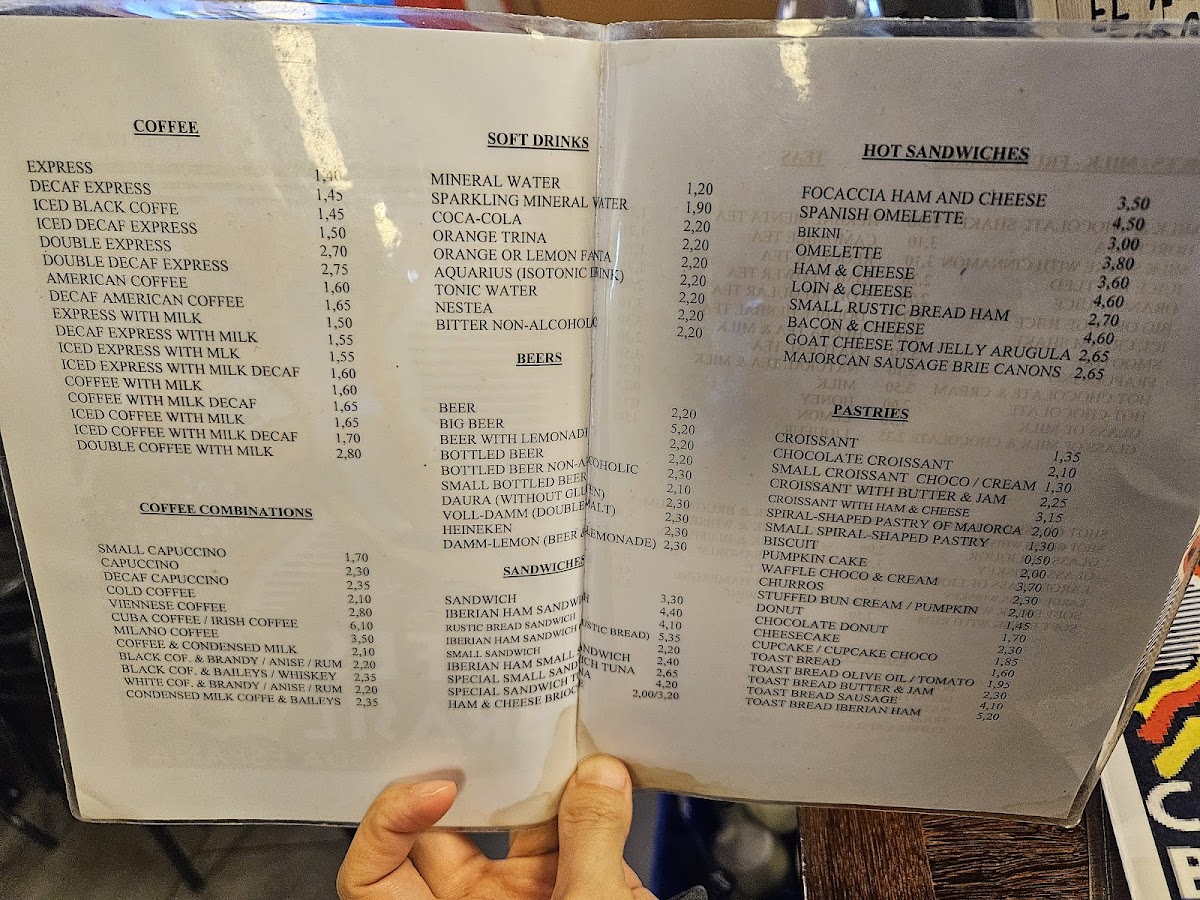 COFFEE
EXPRESS 1,40
DECAF EXPRESS 1,45
ICED BLACK COFFE 1,45
ICED DECAF EXPRESS 1,50
DOUBLE EXPRESS 2,70
DOUBLE DECAF EXPRESS 2,75
AMERICAN COFFEE 1,60
DECAF AMERICAN COFFEE 1,65
EXPRESS WITH MILK 1,50
DECAF EXPRESS WITH MILK 1,55
ICED EXPRESS WITH MLK 1,55
ICED EXPRESS WITH MILK DECAF 1,60
COFFEE WITH MILK 1,60
COFFEE WITH MILK DECAF 1,65
ICED COFFEE WITH MILK 1,65
ICED COFFEE WITH MILK DECAF 1,70
DOUBLE COFFEE WITH MILK 2,80
COFFEE COMBINATIONS
SMALL CAPUCCINO 1,70
CAPUCCINO 2,30
DECAF CAPUCCINO 2,35
COLD COFFEE 2,10
VIENNESE COFFEE 2,80
CUBA COFFEE / IRISH COFFEE 6,10
MILANO COFFEE 3,50
COFFEE & CONDENSED MILK 2,10
BLACK COF. & BRANDY / ANISE / RUM 2,20
BLACK COF. & BAILEYS / WHISKEY 2,35
WHITE COF. & BRANDY / ANISE / RUM 2,20
CONDENSED MILK COFFE & BAILEYS 2,35
SOFT DRINKS
MINERAL WATER 1,20
SPARKLING MINERAL WATER 1,90
COCA-COLA 2,20
ORANGE TRINA 2,20
ORANGE OR LEMON FANTA 2,20
AQUARIUS (ISOTONIC DRINK) 2,20
TONIC WATER 2,20
NESTEA 2,20
BITTER NON-ALCOHOLIC 2,20
BEERS
BEER 2,20
BIG BEER 5,20
BEER WITH LEMONADE 2,20
BOTTLED BEER 2,20
BOTTLED BEER NON-ALCOHOLIC 2,30
SMALL BOTTLED BEER 2,10
DAURA (WITHOUT GLUTEN) 2,30
VOLL-DAMM (DOUBLE MALT) 2,30
HEINEKEN 2,30
DAMM-LEMON (BEER & LEMONADE) 2,30
SANDWICHES
SANDWICH 3,30
IBERIAN HAM SANDWICH 4,40
RUSTIC BREAD SANDWICH 4,10
IBERIAN HAM SANDWICH (RUSTIC BREAD) 5,35
SMALL SANDWICH 2,20
IBERIAN HAM SMALL SANDWICH 2,40
SPECIAL SMALL SANDWICH TUNA 2,65
SPECIAL SANDWICH TUNA 4,20
HAM & CHEESE BRIOCHE 2,00/3,20
HOT SANDWICHES
FOCACCIA HAM AND CHEESE 3,50
SPANISH OMELETTE 4,50
BIKINI 3,00
OMELETTE 3,80
HAM & CHEESE 3,60
LOIN & CHEESE 4,60
SMALL RUSTIC BREAD HAM 2,70
BACON & CHEESE 4,60
GOAT CHEESE TOM JELLY ARUGULA 2,65
MAJORCAN SAUSAGE BRIE CANONS 2,65
PASTRIES
CROISSANT 1,35
CHOCOLATE CROISSANT 2,10
SMALL CROISSANT CHOCO / CREAM 1,30
CROISSANT WITH BUTTER & JAM 2,25
CROISSANT WITH HAM & CHEESE 3,15
SPIRAL-SHAPED PASTRY OF MAJORCA 2,00
SMALL SPIRAL-SHAPED PASTRY 1,30
BISCUIT 0,50
PUMPKIN CAKE 2,00
WAFFLE CHOCO & CREAM 3,70
CHURROS 2,30
STUFFED BUN CREAM / PUMPKIN 2,10
DONUT 1,45
CHOCOLATE DONUT 1,70
CHEESECAKE 2,30
CUPCAKE / CUPCAKE CHOCO 1,85
TOAST BREAD 1,60
TOAST BREAD OLIVE OIL / TOMATO 1,95
TOAST BREAD BUTTER & JAM 2,30
TOAST BREAD SAUSAGE 4,10
TOAST BREAD IBERIAN HAM 5,20